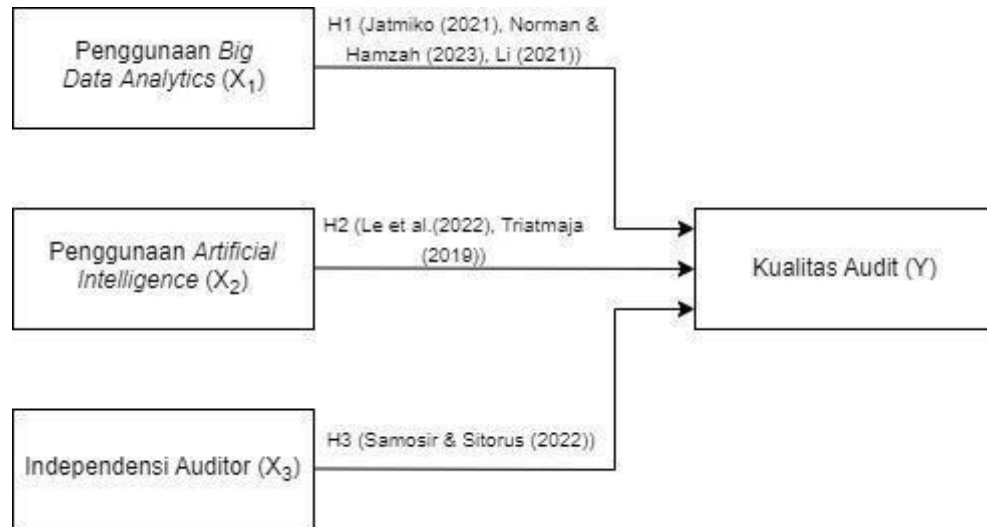 Penggunaan Big
Data Analytics (X₁)
H1 (Jatmiko (2021), Norman &
Hamzah (2023), Li (2021))
Penggunaan Artificial
Intelligence (X₂)
H2 (Le et al.(2022), Triatmaja
(2019))
Kualitas Audit (Y)
Independensi Auditor (X₃)
H3 (Samosir & Sitorus (2022))